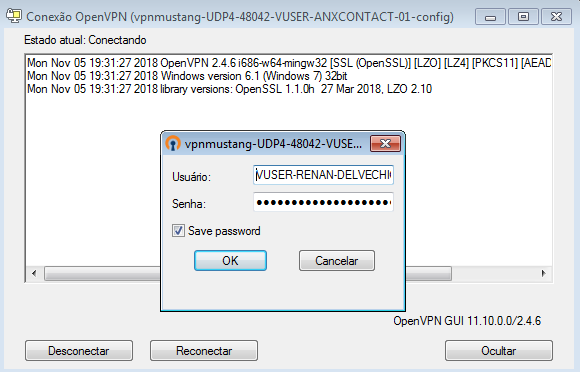 Conexão OpenVPN (vpnmustang-UDP4-48042-VUSER-ANXCONTACT-01-config)
Estado atual: Conectando
Mon Nov 05 19:31:27 2018 OpenVPN 2.4.6 i686-w64-mingw32 [SSL (OpenSSL)] [LZO] [LZ4] [PKCS11] [AEAD
Mon Nov 05 19:31:27 2018 Windows version 6.1 (Windows 7) 32bit
Mon Nov 05 19:31:27 2018 library versions: OpenSSL 1.1.0h  27 Mar 2018, LZO 2.10
vpnmustang-UDP4-48042-VUSE...
Usuário: VUSER-RENAN-DELVECHI
Senha:
Save password
OK Cancelar
OpenVPN GUI 11.10.0.0/2.4.6
Desconectar Reconectar Ocultar